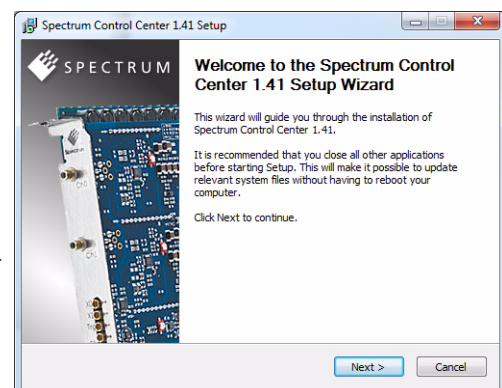 Spectrum Control Center 1.41 Setup
SPECTRUM
Welcome to the Spectrum Control
Center 1.41 Setup Wizard
This wizard will guide you through the installation of
Spectrum Control Center 1.41.
It is recommended that you close all other applications
before starting Setup. This will make it possible to update
relevant system files without having to reboot your
computer.
Click Next to continue.
Spectrum
Ch0
Ch1
Next >
Cancel